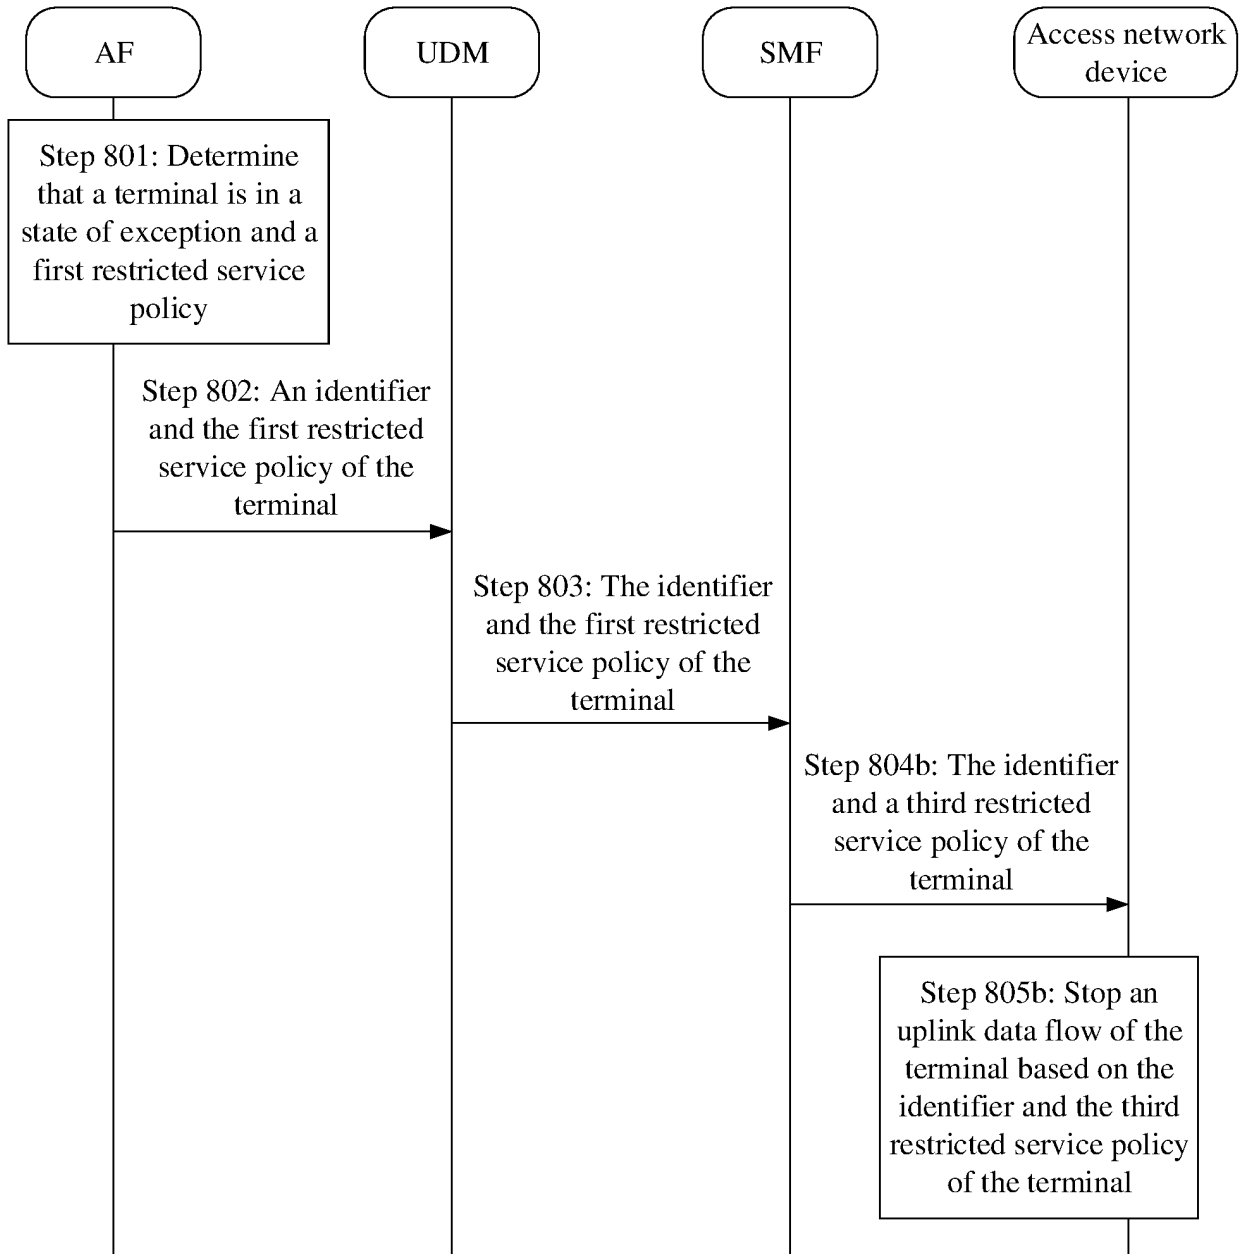 AF
UDM
SMF
Access network
device
Step 801: Determine
that a terminal is in a
state of exception and a
first restricted service
policy
Step 802: An identifier
and the first restricted
service policy of the
terminal
Step 803: The identifier
and the first restricted
service policy of the
terminal
Step 804b: The identifier
and a third restricted
service policy of the
terminal
Step 805b: Stop an
uplink data flow of the
terminal based on the
identifier and the third
restricted service policy
of the terminal